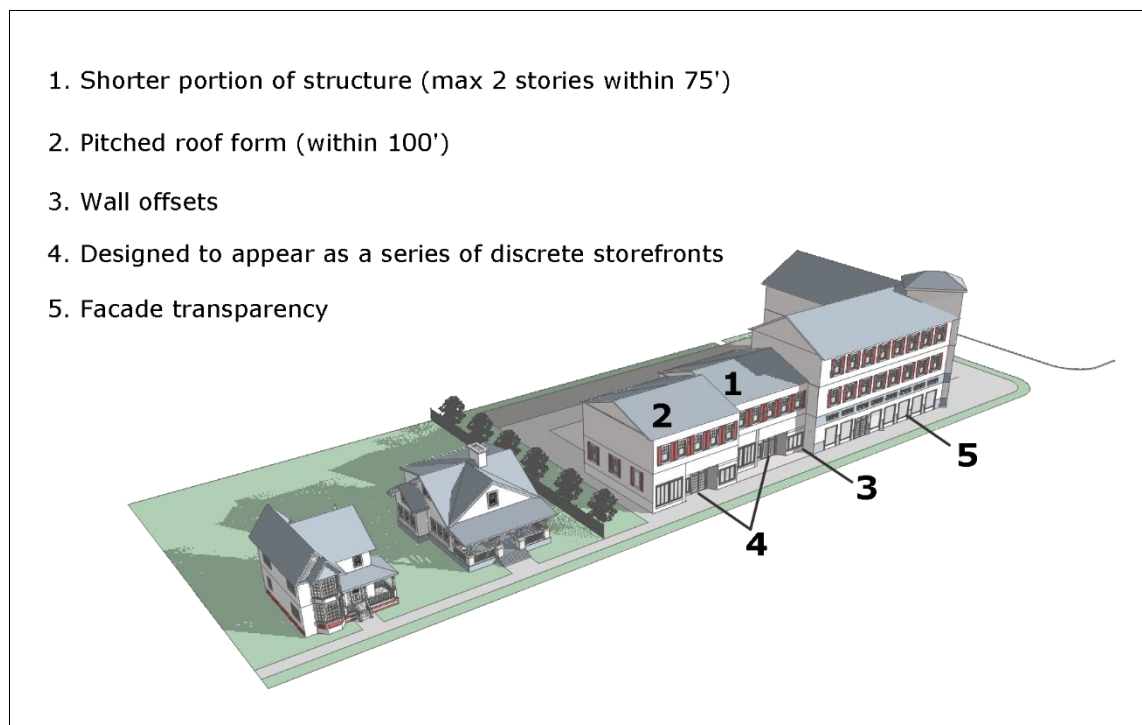 1. Shorter portion of structure (max 2 stories within 75')
2. Pitched roof form (within 100')
3. Wall offsets
4. Designed to appear as a series of discrete storefronts
5. Facade transparency
1
2
5
3
4